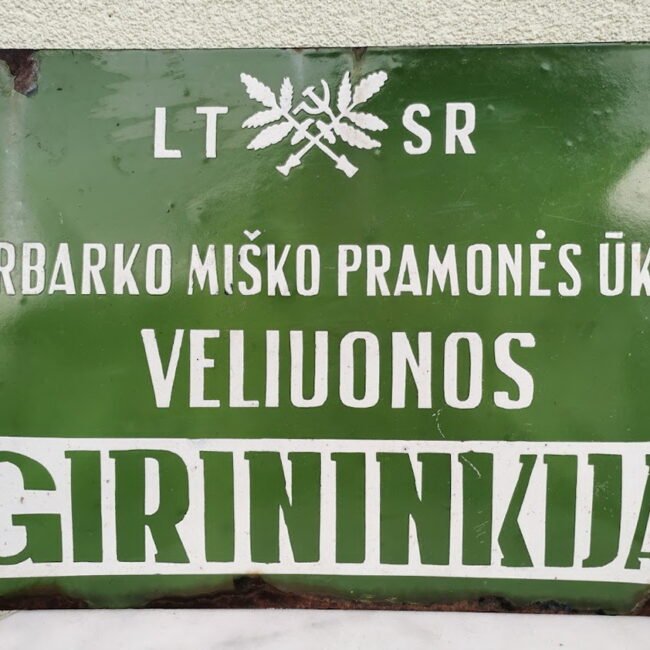 LT SR
RBARKO MIŠKO PRAMONĖS ŪK
VELIUONOS
GIRININKIJA